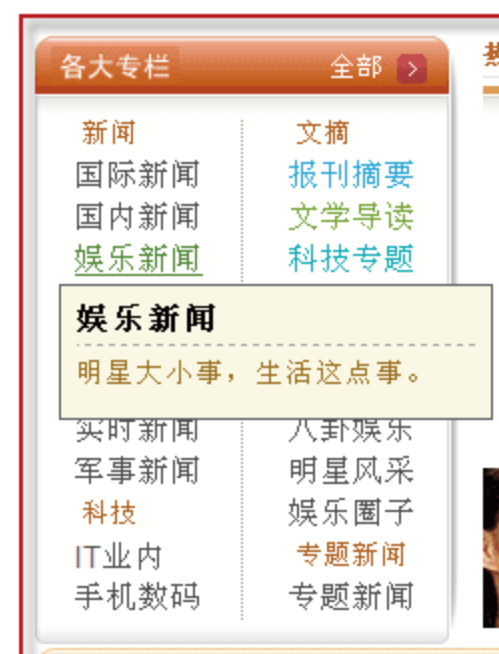 各大专栏 全部 >
热
新闻 文摘
国际新闻 报刊摘要
国内新闻 文学导读
娱乐新闻 科技专题
娱乐新闻
明星大小事，生活这点事。
实时新闻 八卦娱乐
军事新闻 明星风采
科技 娱乐圈子
IT业内 专题新闻
手机数码 专题新闻